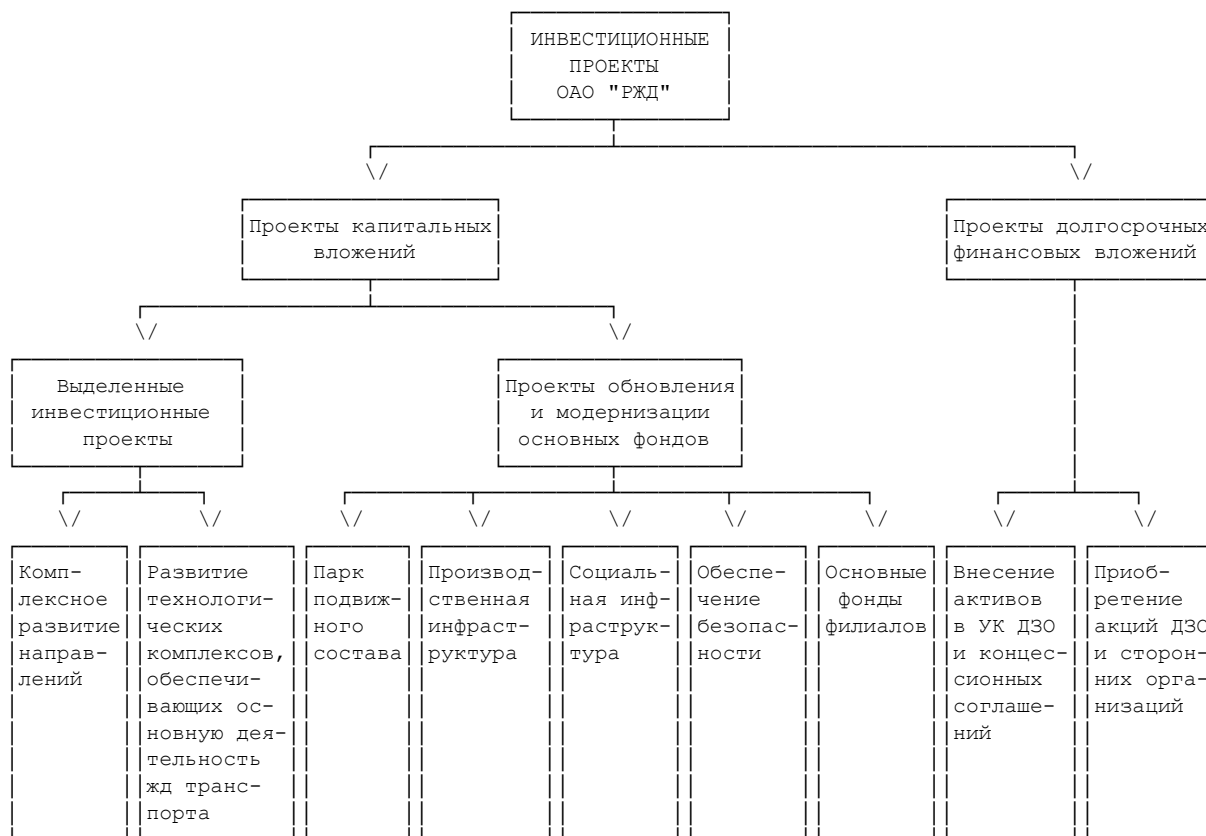 ИНВЕСТИЦИОННЫЕ
ПРОЕКТЫ
ОАО "РЖД"
Проекты капитальных
вложений
Проекты долгосрочных
финансовых вложений
Выделенные
инвестиционные
проекты
Проекты обновления
и модернизации
основных фондов
Комп-
лексное
развитие
направ-
лений
Развитие
технологи-
ческих
комплексов,
обеспечи-
вающих ос-
новную дея-
тельность
жд транс-
порта
Парк
подвиж-
ного
состава
Производ-
ственная
инфраст-
руктура
Социаль-
ная инф-
раструк-
тура
Обеспе-
чение
безопас-
ности
Основные
фонды
филиалов
Внесение
активов
в УК ДЗО
и концес-
сионных
соглаше-
ний
Приоб-
ретение
акций ДЗО
и сторон-
них орга-
низаций